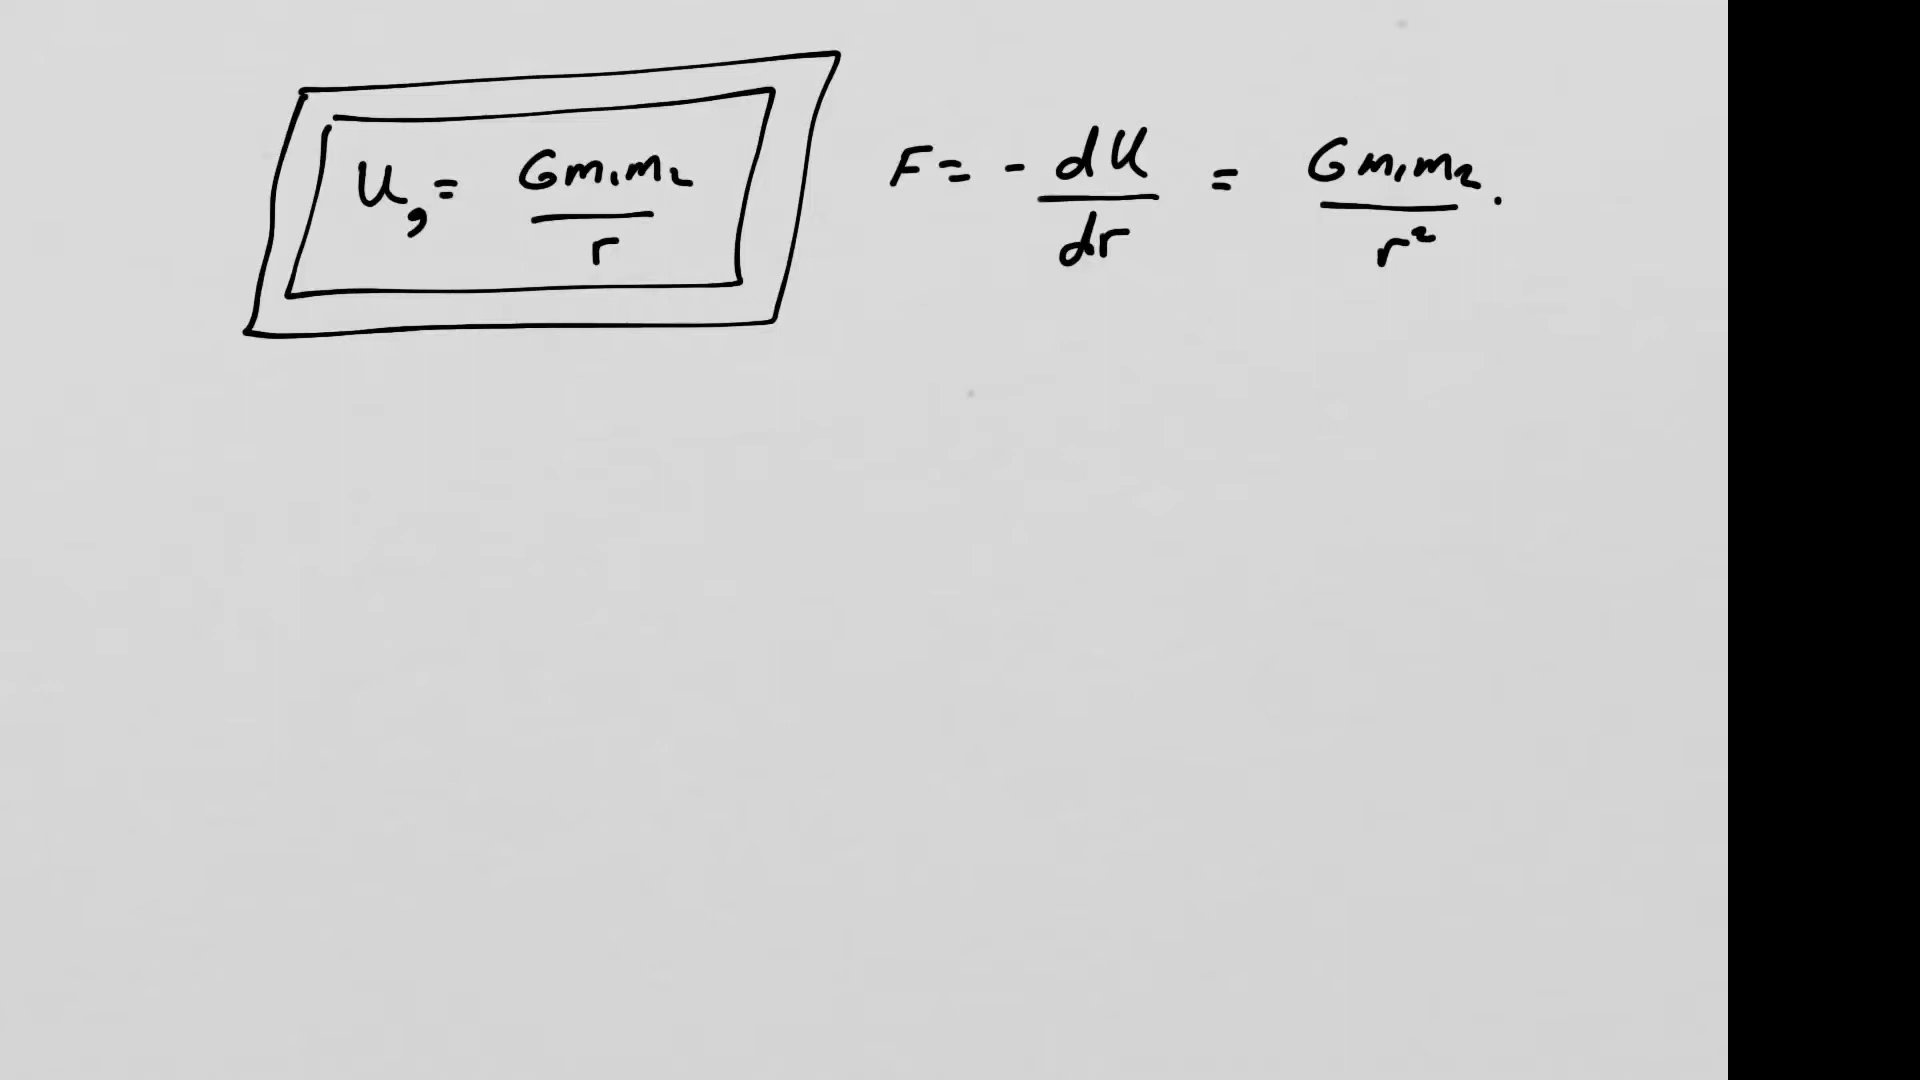 U_g = Gm₁m₂ / r    F = - dU / dr = Gm₁m₂ / r².